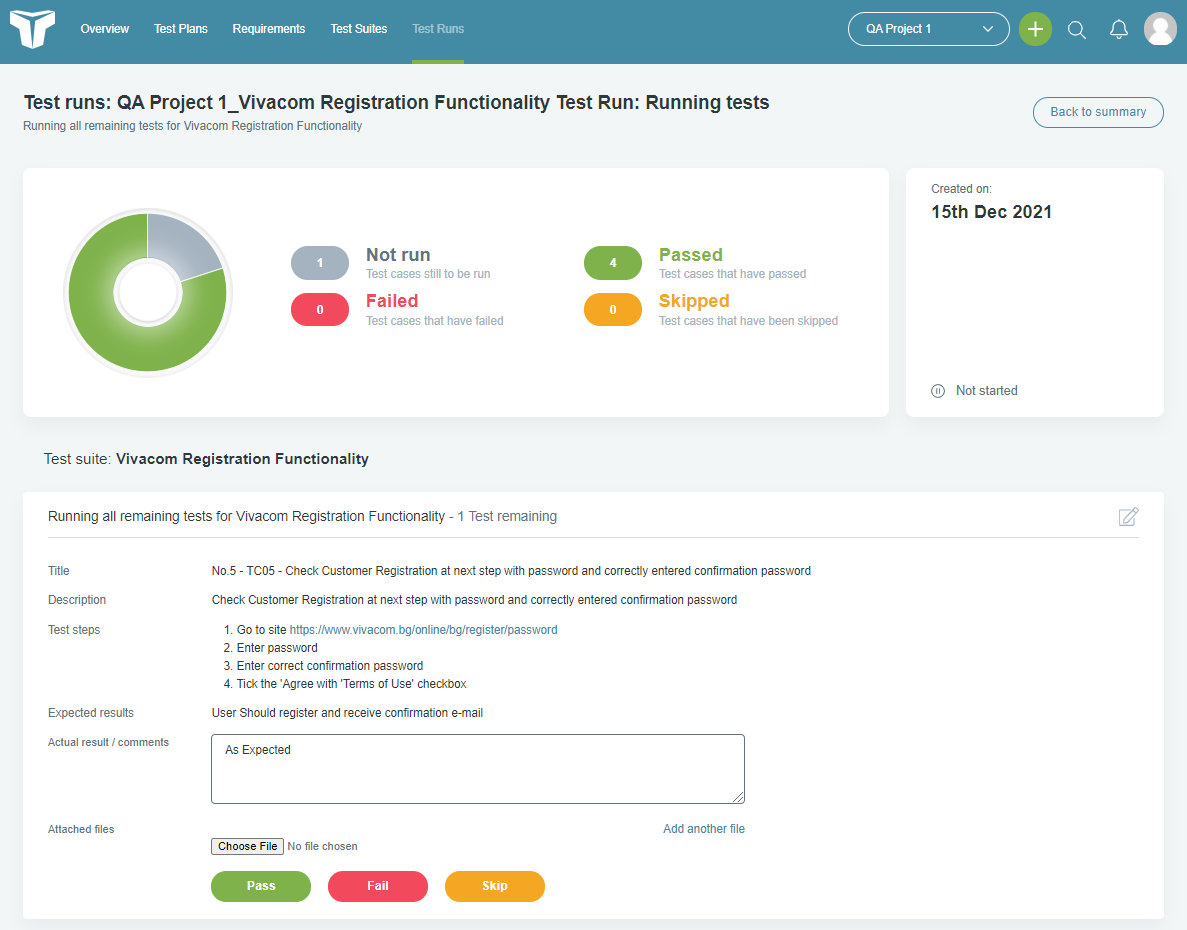 Overview Test Plans Requirements Test Suites Test Runs QA Project 1
Test runs: QA Project 1_Vivacom Registration Functionality Test Run: Running tests
Running all remaining tests for Vivacom Registration Functionality
Back to summary
1 Not run
Test cases still to be run
4 Passed
Test cases that have passed
0 Failed
Test cases that have failed
0 Skipped
Test cases that have been skipped
Created on:
15th Dec 2021
Not started
Test suite: Vivacom Registration Functionality
Running all remaining tests for Vivacom Registration Functionality - 1 Test remaining
Title No.5 - TC05 - Check Customer Registration at next step with password and correctly entered confirmation password
Description Check Customer Registration at next step with password and correctly entered confirmation password
Test steps 1. Go to site https://www.vivacom.bg/online/bg/register/password
2. Enter password
3. Enter correct confirmation password
4. Tick the 'Agree with 'Terms of Use' checkbox
Expected results User Should register and receive confirmation e-mail
Actual result / comments As Expected
Attached files Add another file
Choose File No file chosen
Pass Fail Skip